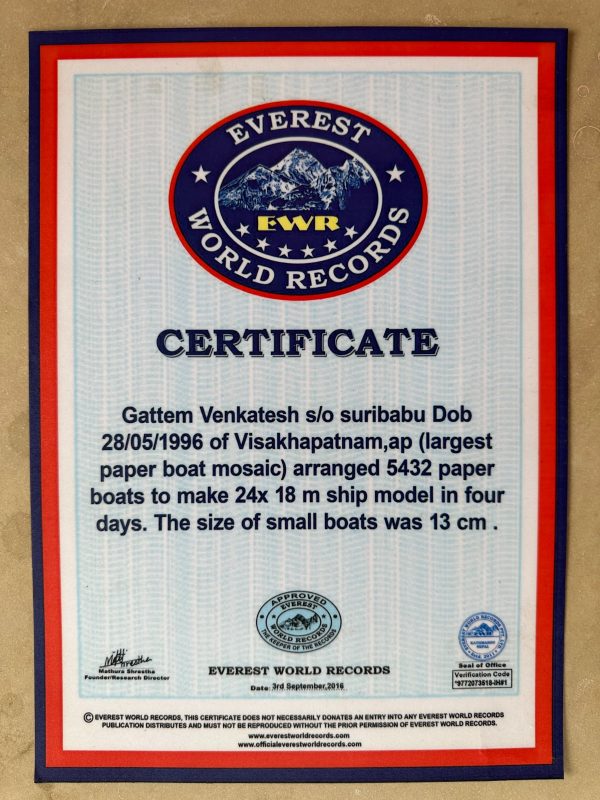 EVEREST
EWR
WORLD RECORDS
CERTIFICATE
Gattem Venkatesh s/o suribabu Dob
28/05/1996 of Visakhapatnam,ap (largest
paper boat mosaic) arranged 5432 paper
boats to make 24x 18 m ship model in four
days. The size of small boats was 13 cm .
APPROVED
EVEREST
WORLD RECORDS
THE KEEPER OF THE RECORDS
Mathura Shrestha
Founder/Research Director
EVEREST WORLD RECORDS
Date: 3rd September,2016
KATHMANDU
NEPAL
Seal of Office
Verification Code
*9772073518-IH#1
© EVEREST WORLD RECORDS, THIS CERTIFICATE DOES NOT NECESSARILY DONATES AN ENTRY INTO ANY EVEREST WORLD RECORDS
PUBLICATION DISTRIBUTES AND MUST NOT BE REPRODUCED WITHOUT THE PRIOR PERMISSION OF EVEREST WORLD RECORDS.
www.everestworldrecords.com
www.officialeverestworldrecords.com